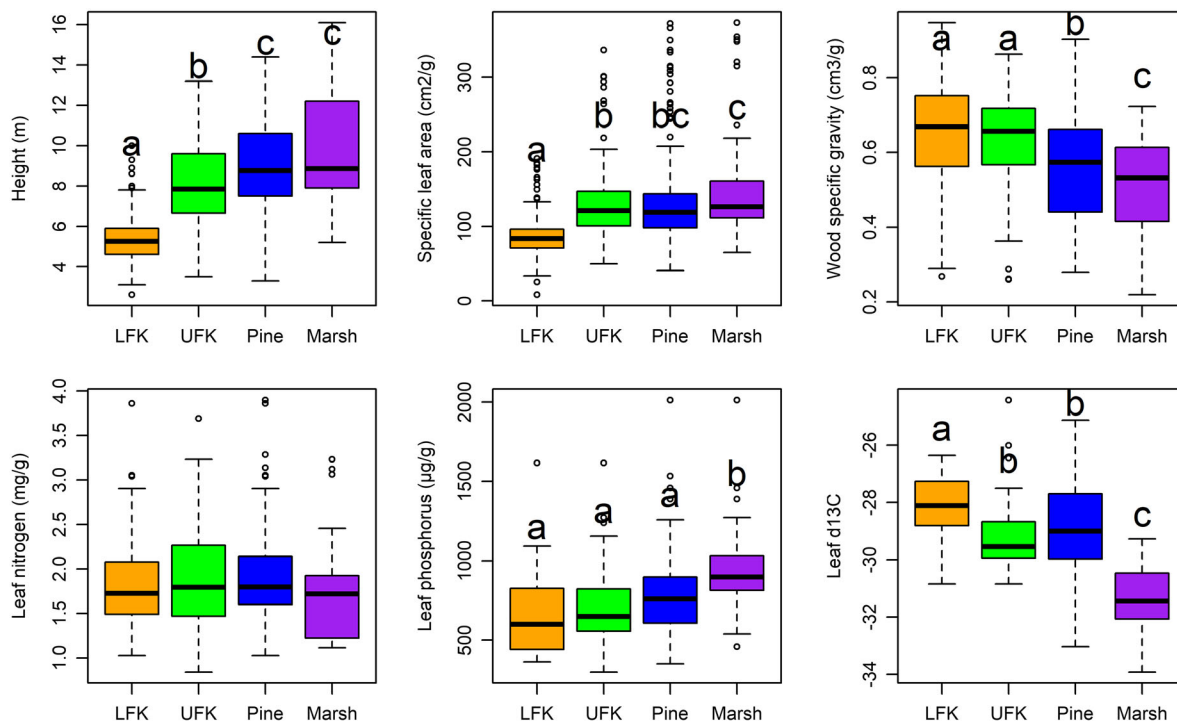 Height (m)
16
14
12
10
8
6
4
a
b
c
c
LFK UFK Pine Marsh
Specific leaf area (cm2/g)
300
200
100
0
a
b
bc
c
LFK UFK Pine Marsh
Wood specific gravity (cm3/g)
0.8
0.6
0.4
0.2
a
a
b
c
LFK UFK Pine Marsh
Leaf nitrogen (mg/g)
4.0
3.5
3.0
2.5
2.0
1.5
1.0
LFK UFK Pine Marsh
Leaf phosphorus (µg/g)
2000
1500
1000
500
a
a
a
b
LFK UFK Pine Marsh
Leaf d13C
-26
-28
-30
-32
-34
a
b
b
c
LFK UFK Pine Marsh